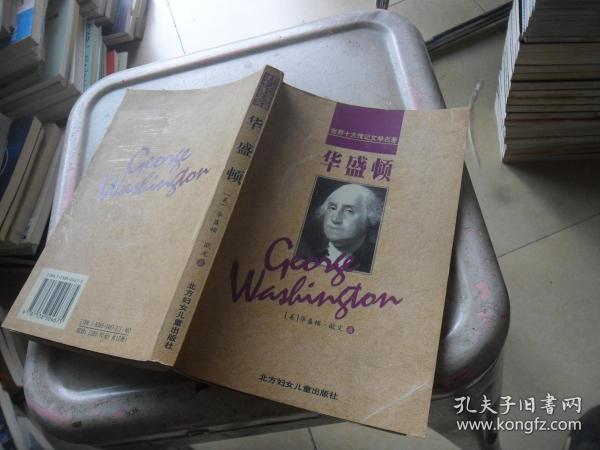 世界十大传记文学名著
华盛顿
George
Washington
[美]华盛顿·欧文 著
北方妇女儿童出版社
华盛顿
[美] 华盛顿·欧文 著
北方妇女儿童出版社
George
Washington
孔夫子旧书网
www.kongfz.com